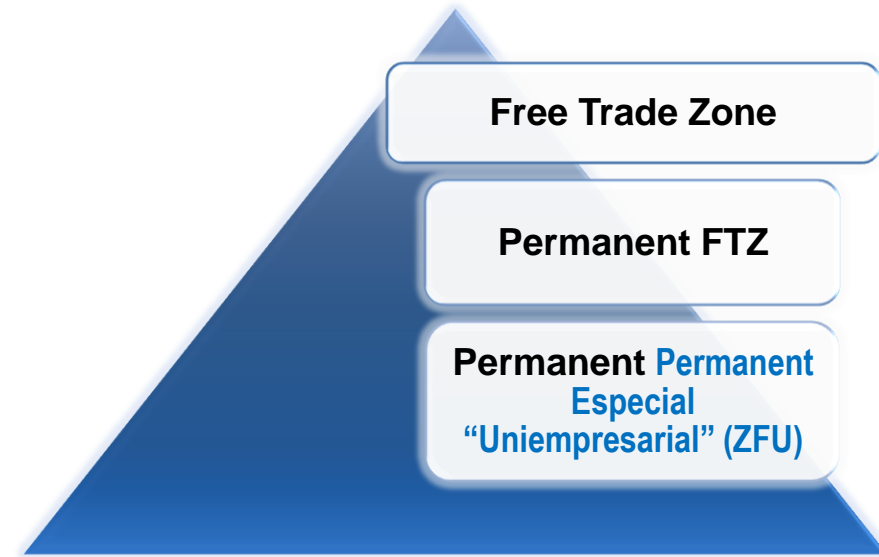 Free Trade Zone
Permanent FTZ
Permanent Permanent
Especial
“Uniempresarial” (ZFU)